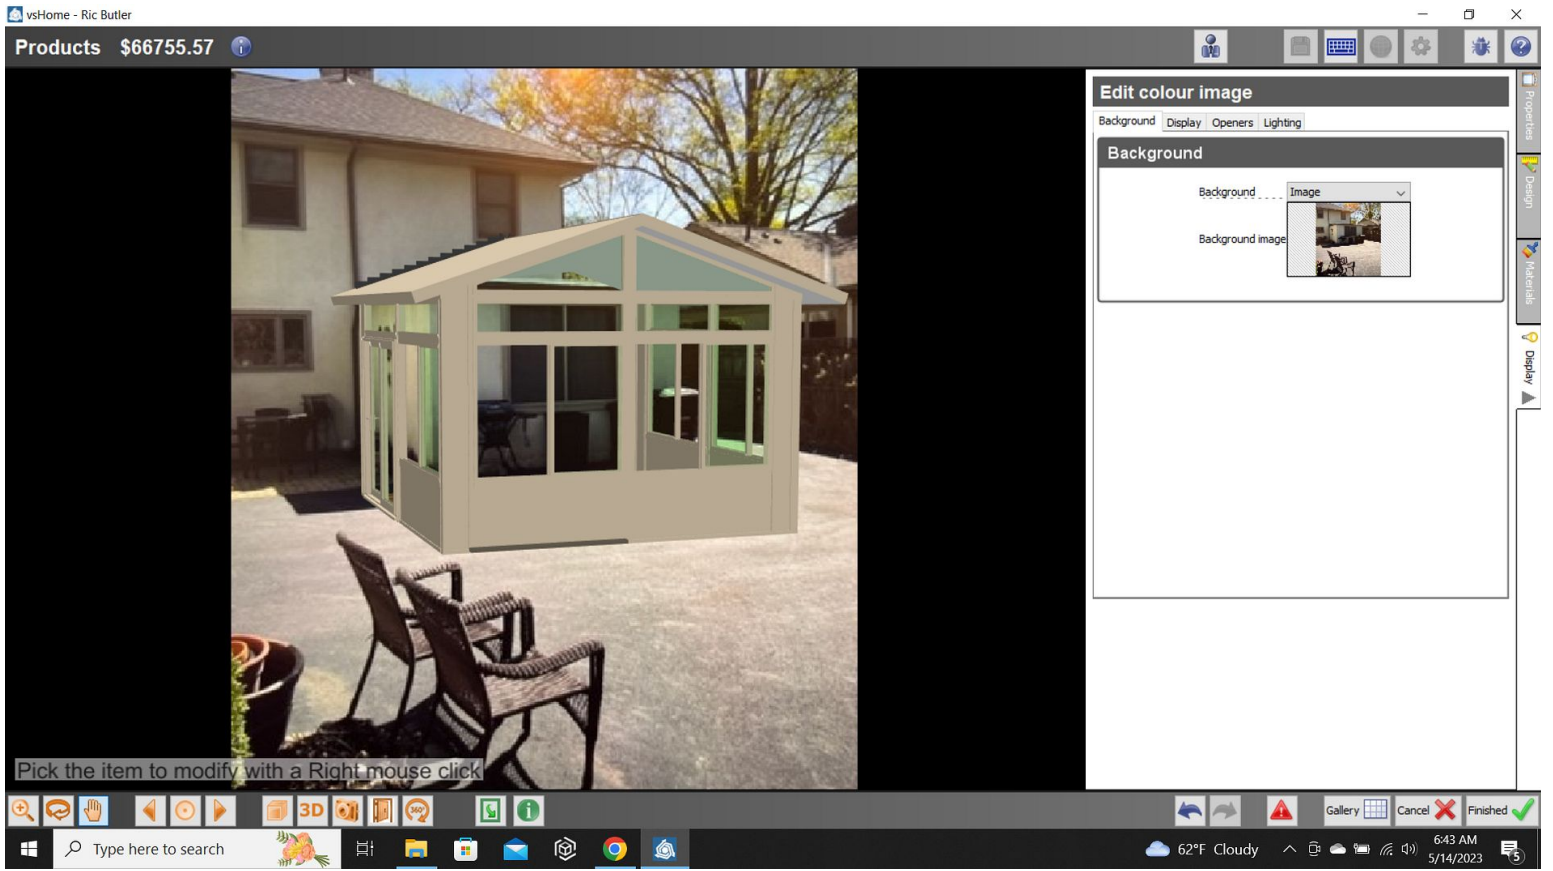 vsHome - Ric Butler
Products $66755.57
Edit colour image
Background Display Openers Lighting
Background
Background Image
Background image
Properties
Design
Materials
Display
Pick the item to modify with a Right mouse click
3D 360°
Gallery Cancel Finished
Type here to search
62°F Cloudy
6:43 AM
5/14/2023
5